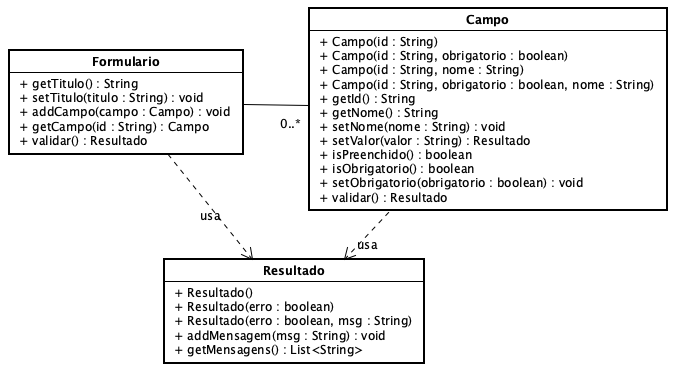 Formulario
+ getTitulo() : String
+ setTitulo(titulo : String) : void
+ addCampo(campo : Campo) : void
+ getCampo(id : String) : Campo
+ validar() : Resultado
0..*
Campo
+ Campo(id : String)
+ Campo(id : String, obrigatorio : boolean)
+ Campo(id : String, nome : String)
+ Campo(id : String, obrigatorio : boolean, nome : String)
+ getId() : String
+ getNome() : String
+ setNome(nome : String) : void
+ setValor(valor : String) : Resultado
+ isPreenchido() : boolean
+ isObrigatorio() : boolean
+ setObrigatorio(obrigatorio : boolean) : void
+ validar() : Resultado
usa
usa
Resultado
+ Resultado()
+ Resultado(erro : boolean)
+ Resultado(erro : boolean, msg : String)
+ addMensagem(msg : String) : void
+ getMensagens() : List<String>